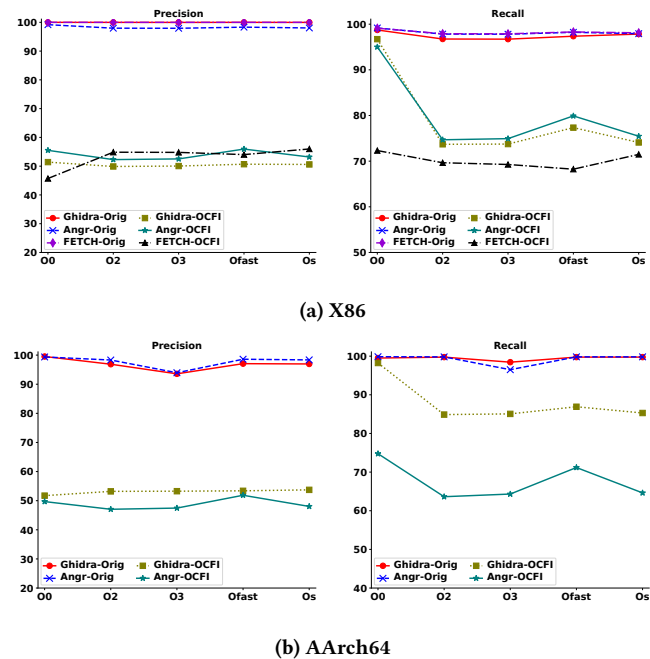 Precision
100
90
80
70
60
50
40
30
20
Ghidra-Orig Ghidra-OCFI
Angr-Orig Angr-OCFI
FETCH-Orig FETCH-OCFI
O0 O2 O3 Ofast Os
Recall
100
90
80
70
60
50
Ghidra-Orig Ghidra-OCFI
Angr-Orig Angr-OCFI
FETCH-Orig FETCH-OCFI
O0 O2 O3 Ofast Os
(a) X86
Precision
100
90
80
70
60
50
40
30
20
Ghidra-Orig Ghidra-OCFI
Angr-Orig Angr-OCFI
O0 O2 O3 Ofast Os
Recall
100
90
80
70
60
50
40
Ghidra-Orig Ghidra-OCFI
Angr-Orig Angr-OCFI
O0 O2 O3 Ofast Os
(b) AArch64